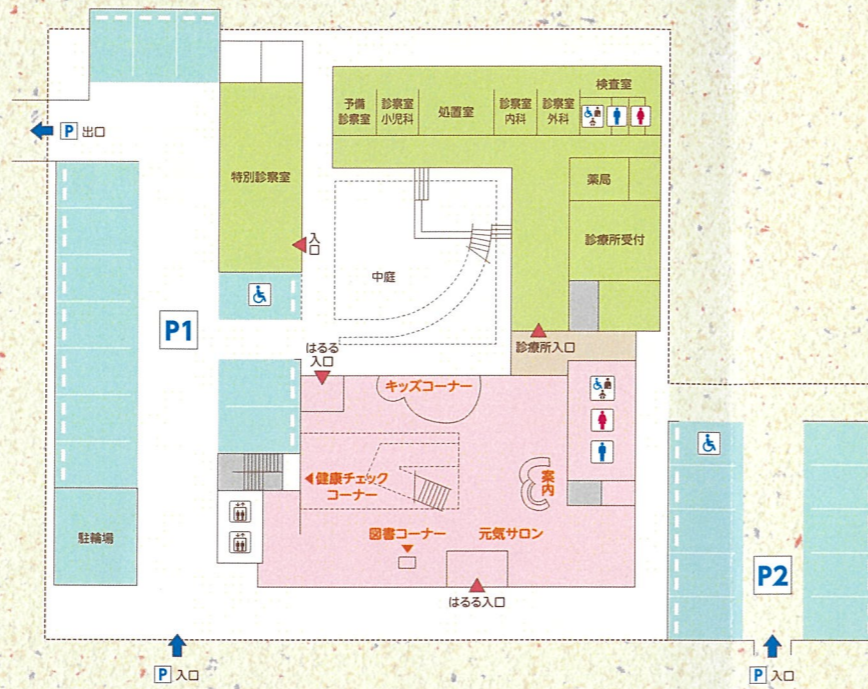 P 出口
予備
診察室
診察室
小児科
処置室
診察室
内科
診察室
外科
検査室
特別診察室
薬局
診療所受付
入
口
中庭
P1
はるる
入口
診療所入口
キッズコーナー
健康チェック
コーナー
案内
図書コーナー
元気サロン
駐輪場
はるる入口
P2
P 入口
P 入口